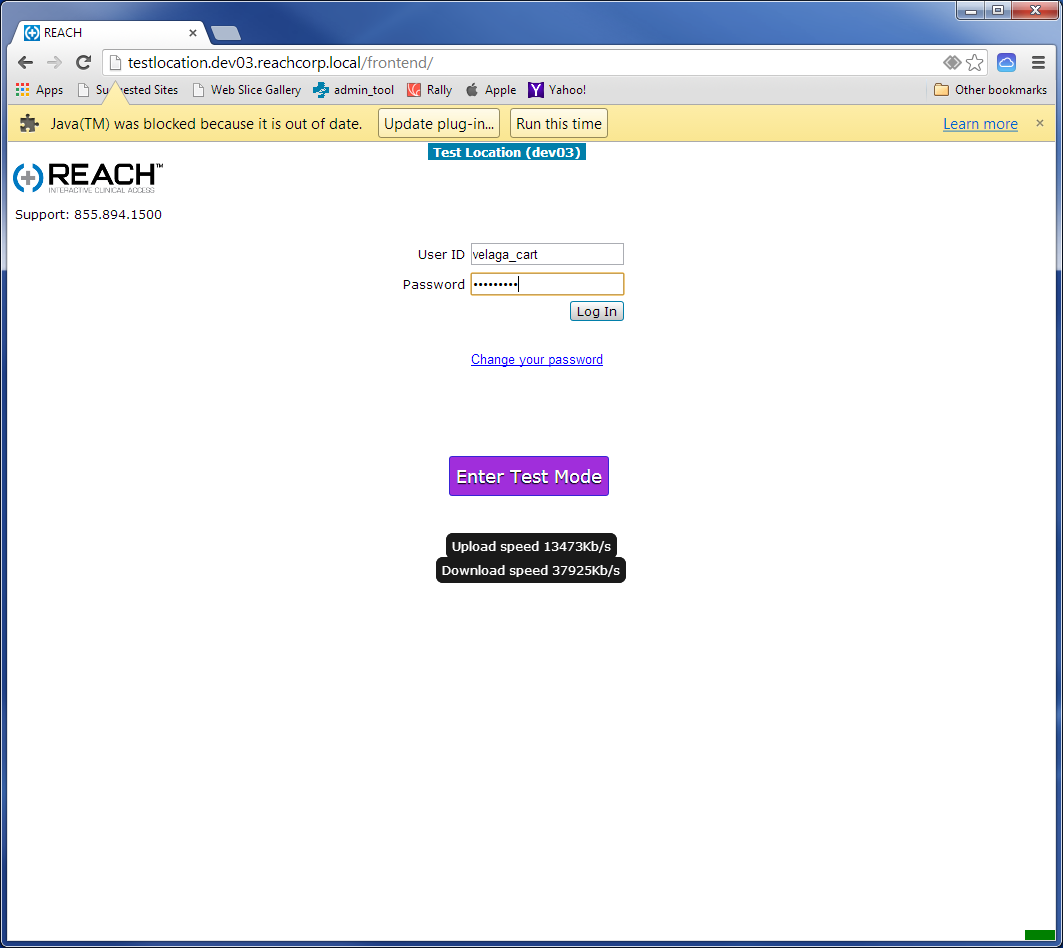 REACH
testlocation.dev03.reachcorp.local/frontend/
Apps Suggested Sites Web Slice Gallery admin_tool Rally Apple Yahoo! Other bookmarks
Java(TM) was blocked because it is out of date. Update plug-in... Run this time Learn more
Test Location (dev03)
REACH™
INTERACTIVE CLINICAL ACCESS
Support: 855.894.1500
User ID velaga_cart
Password •••••••••
Log In
Change your password
Enter Test Mode
Upload speed 13473Kb/s
Download speed 37925Kb/s